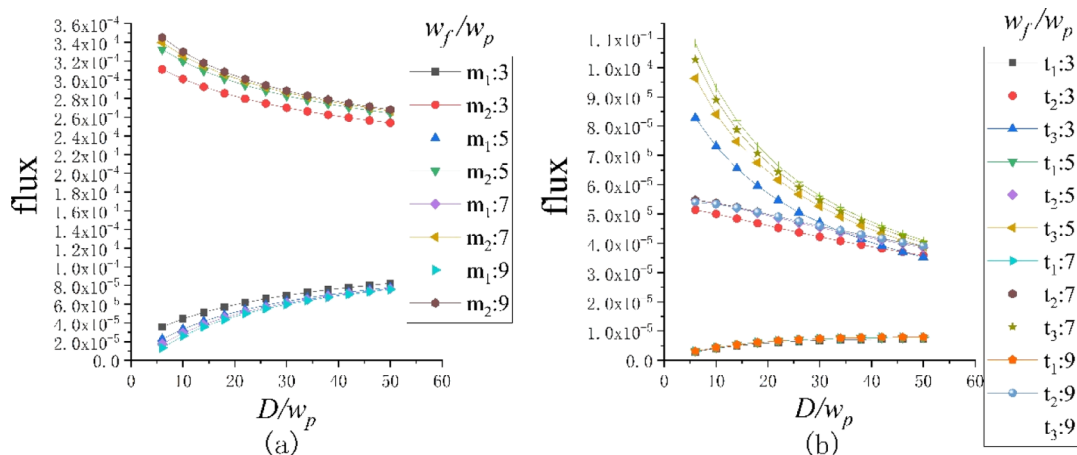 flux
3.6x10⁻⁴
3.4x10⁻⁴
3.2x10⁻⁴
3.0x10⁻⁴
2.8x10⁻⁴
2.6x10⁻⁴
2.4x10⁻⁴
2.2x10⁻⁴
2.0x10⁻⁴
1.8x10⁻⁴
1.6x10⁻⁴
1.4x10⁻⁴
1.2x10⁻⁴
1.0x10⁻⁴
8.0x10⁻⁵
6.0x10⁻⁵
4.0x10⁻⁵
2.0x10⁻⁵
0.0
0 10 20 30 40 50 60
D/wₚ
(a)
w_f/wₚ
m₁:3
m₂:3
m₁:5
m₂:5
m₁:7
m₂:7
m₁:9
m₂:9
flux
1.1x10⁻⁴
1.0x10⁻⁴
9.0x10⁻⁵
8.0x10⁻⁵
7.0x10⁻⁵
6.0x10⁻⁵
5.0x10⁻⁵
4.0x10⁻⁵
3.0x10⁻⁵
2.0x10⁻⁵
1.0x10⁻⁵
0.0
0 10 20 30 40 50 60
D/wₚ
(b)
w_f/wₚ
t₁:3
t₂:3
t₃:3
t₁:5
t₂:5
t₃:5
t₁:7
t₂:7
t₃:7
t₁:9
t₂:9
t₃:9